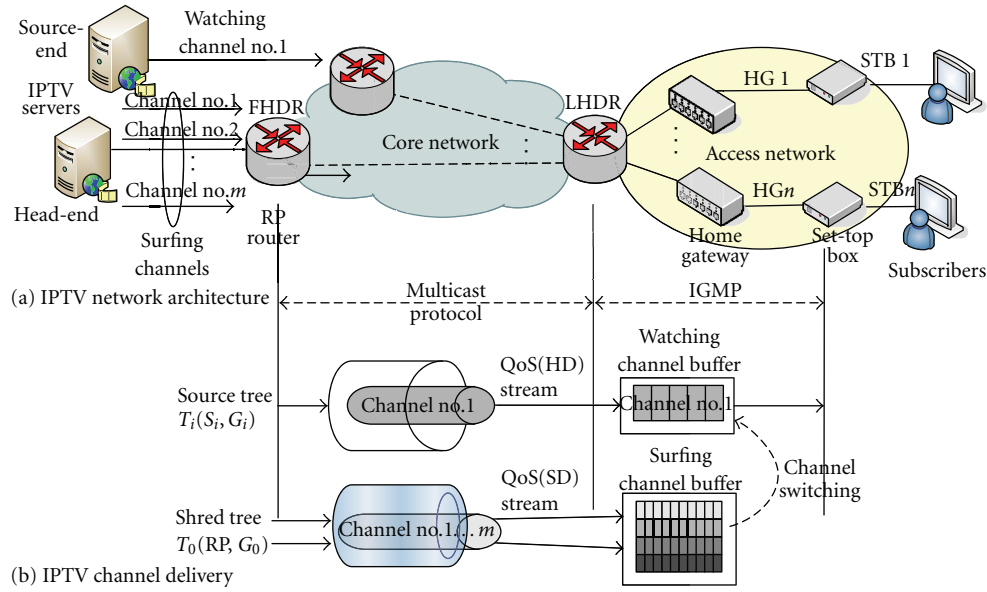 Source-
end
Watching
channel no.1
IPTV
servers
Channel no.1
Channel no.2
Channel no.m
Head-end
Surfing
channels
FHDR
RP
router
Core network
LHDR
HG 1
STB 1
Access network
HGn
STBn
Home
gateway
Set-top
box
Subscribers
(a) IPTV network architecture
Multicast
protocol
IGMP
Source tree
Ti(Si, Gi)
Channel no.1
QoS(HD)
stream
Watching
channel buffer
Channel no.1
Shred tree
T0(RP, G0)
Channel no.1... m
QoS(SD)
stream
Surfing
channel buffer
Channel
switching
(b) IPTV channel delivery